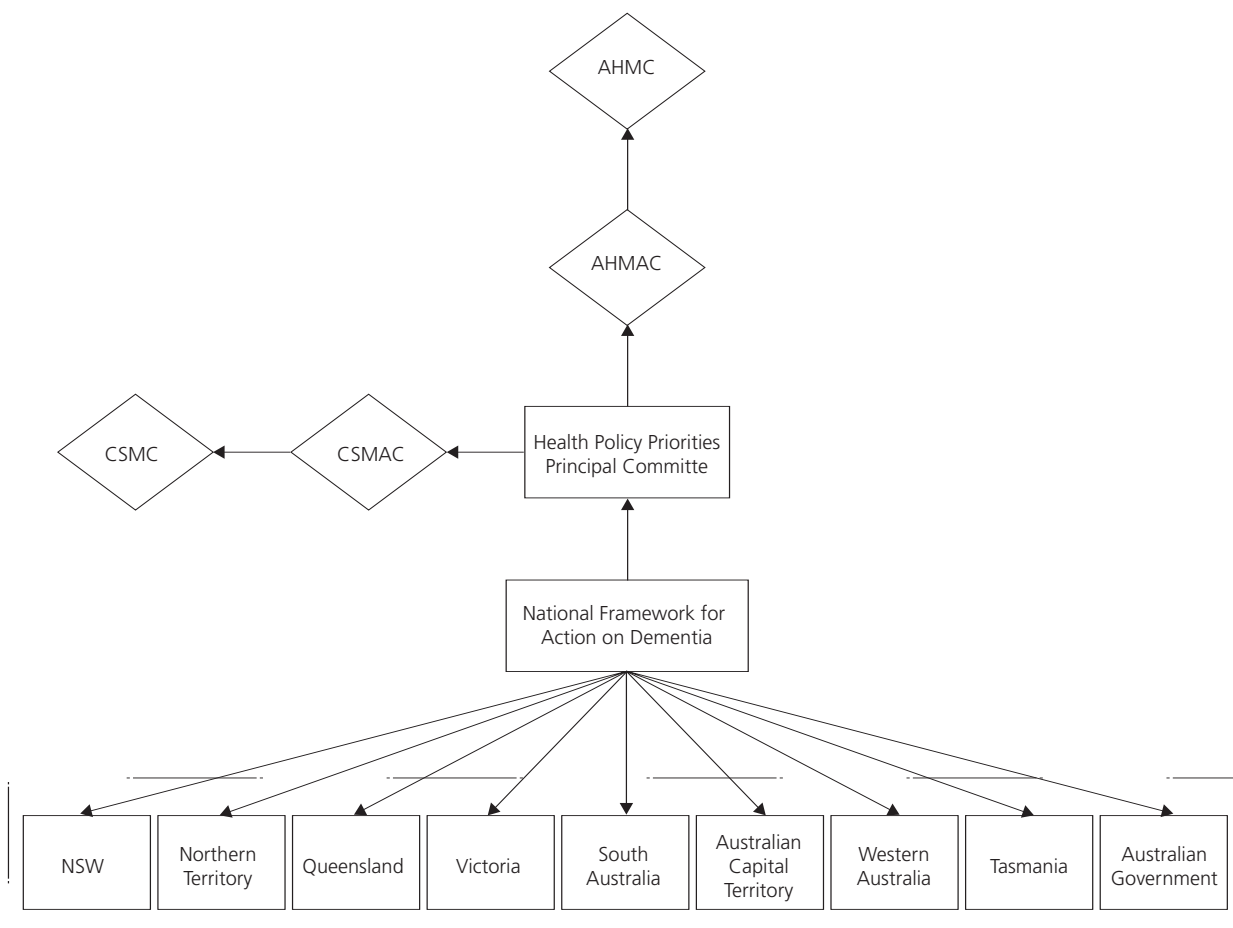 AHMC
AHMAC
CSMC
CSMAC
Health Policy Priorities
Principal Committe
National Framework for
Action on Dementia
NSW
Northern
Territory
Queensland
Victoria
South
Australia
Australian
Capital
Territory
Western
Australia
Tasmania
Australian
Government